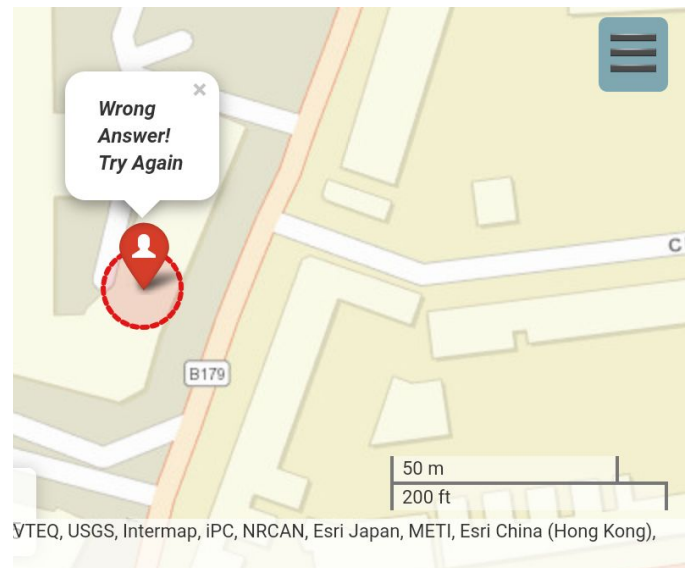 ×
Wrong
Answer!
Try Again
C
B179
50 m
200 ft
VTEQ, USGS, Intermap, iPC, NRCAN, Esri Japan, METI, Esri China (Hong Kong),